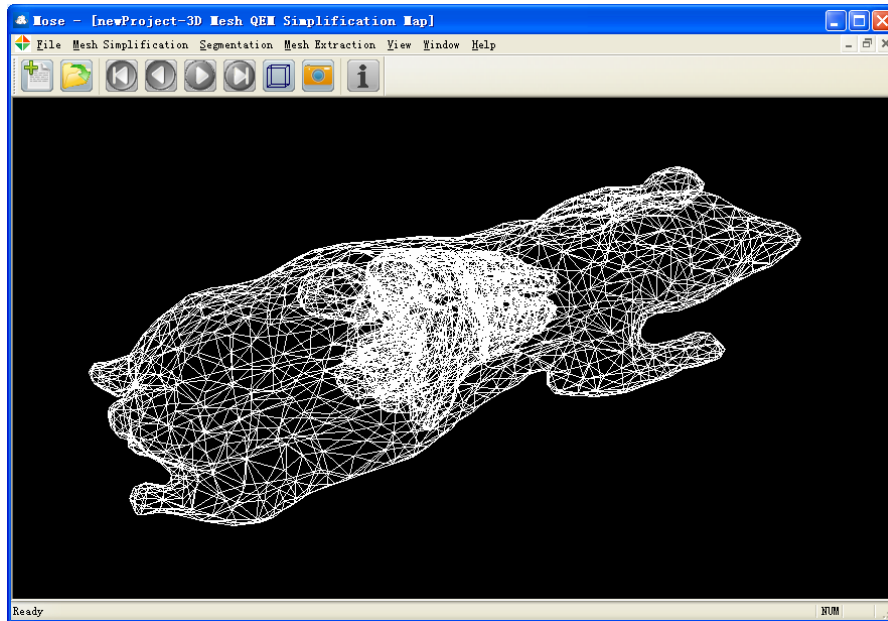 Mose - [newProject-3D Mesh QEM Simplification Map]
File Mesh Simplification Segmentation Mesh Extraction View Window Help
Ready NUM